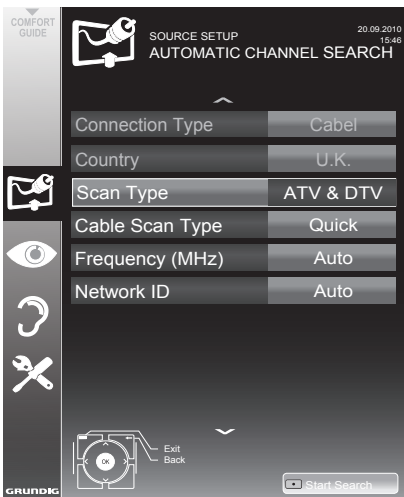 COMFORT
GUIDE
SOURCE SETUP
AUTOMATIC CHANNEL SEARCH
20.09.2010
15:46
Connection Type Cabel
Country U.K.
Scan Type ATV & DTV
Cable Scan Type Quick
Frequency (MHz) Auto
Network ID Auto
OK
Exit
Back
Start Search
GRUNDIG